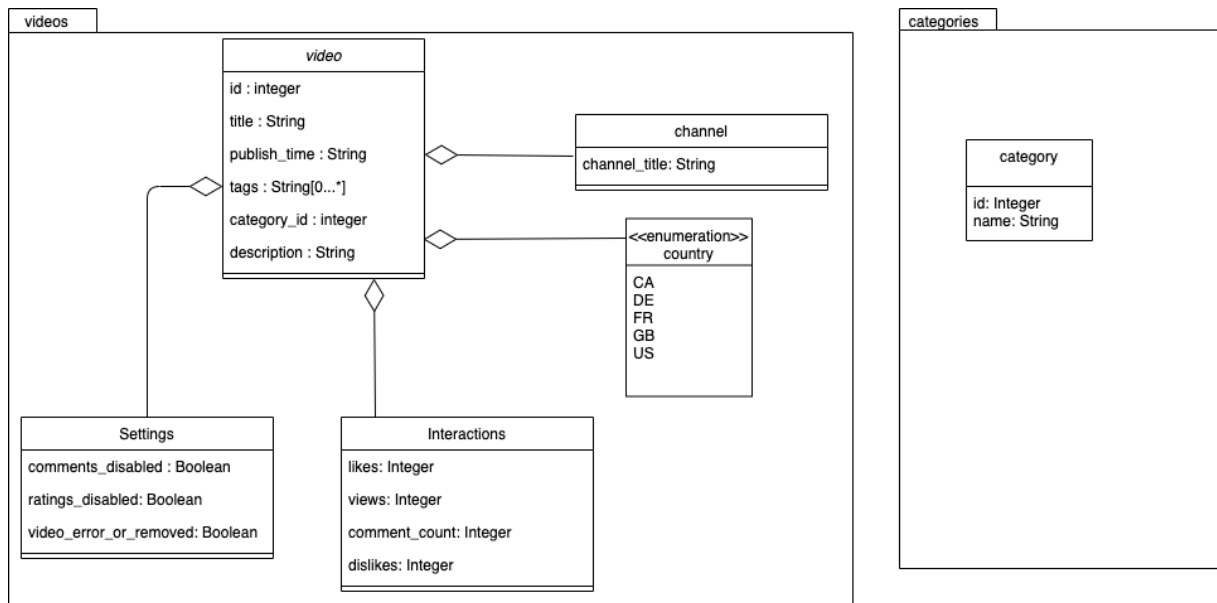 videos
video
id : integer
title : String
publish_time : String
tags : String[0...*]
category_id : integer
description : String
channel
channel_title: String
<<enumeration>>
country
CA
DE
FR
GB
US
Settings
comments_disabled : Boolean
ratings_disabled: Boolean
video_error_or_removed: Boolean
Interactions
likes: Integer
views: Integer
comment_count: Integer
dislikes: Integer
categories
category
id: Integer
name: String